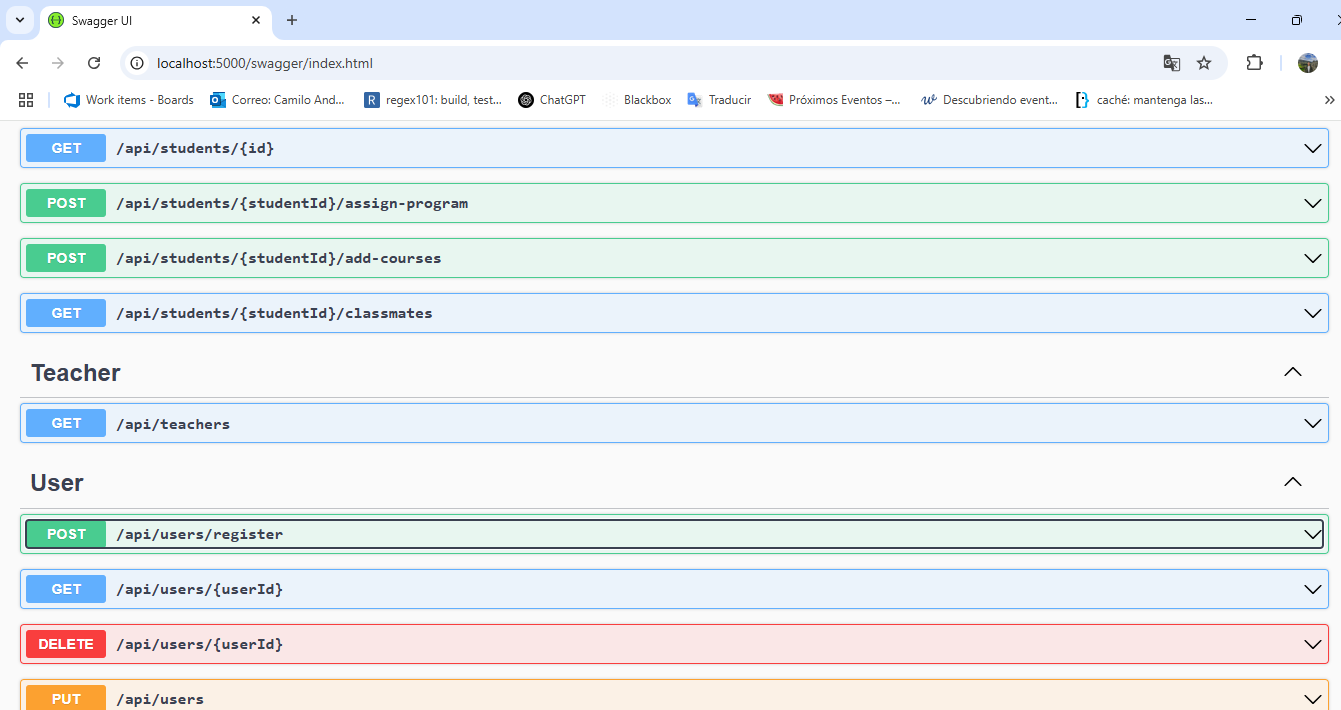 Swagger UI
localhost:5000/swagger/index.html
Work items - Boards
Correo: Camilo And...
R
regex101: build, test...
ChatGPT
Blackbox
Traducir
Próximos Eventos –...
Descubriendo event...
caché: mantenga las...
GET /api/students/{id}
POST /api/students/{studentId}/assign-program
POST /api/students/{studentId}/add-courses
GET /api/students/{studentId}/classmates
Teacher
GET /api/teachers
User
POST /api/users/register
GET /api/users/{userId}
DELETE /api/users/{userId}
PUT /api/users